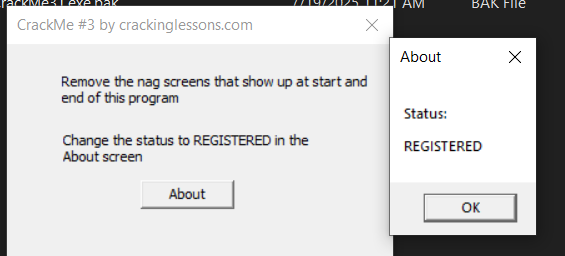 CrackMe31.exe.bak 7/19/2025 11:21 AM BAK File
CrackMe #3 by crackinglessons.com
Remove the nag screens that show up at start and
end of this program
Change the status to REGISTERED in the
About screen
About
About
Status:
REGISTERED
OK